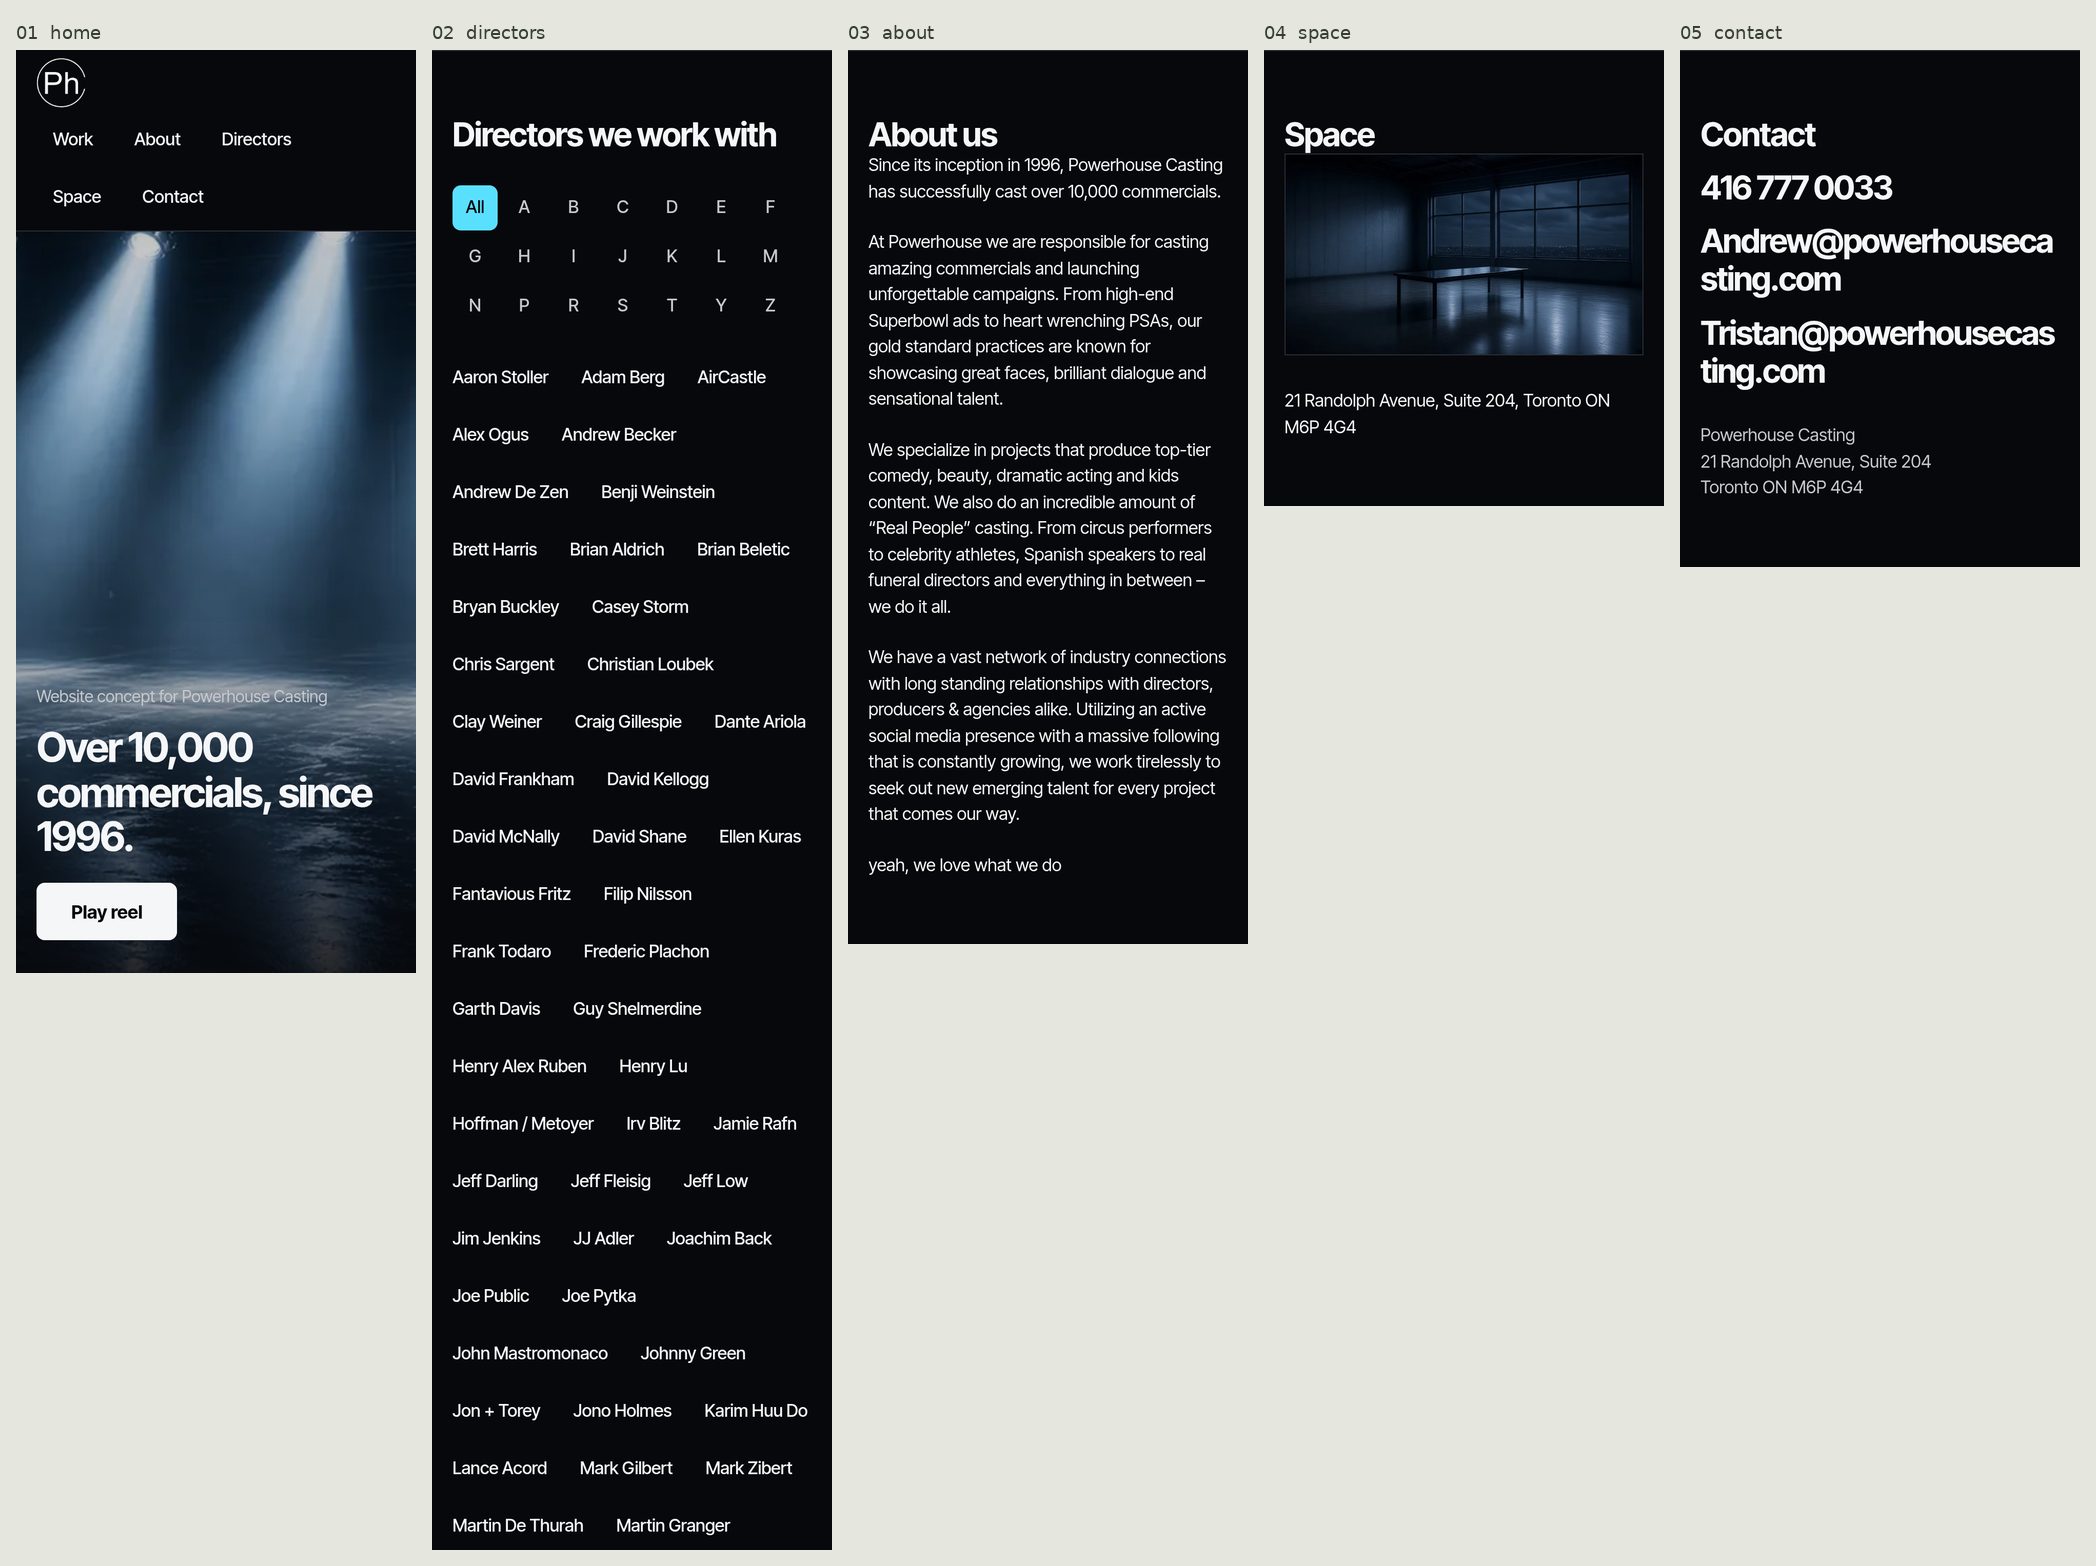 01 home
Ph
Work About Directors
Space Contact
Website concept for Powerhouse Casting
Over 10,000
commercials, since
1996.
Play reel
02 directors
Directors we work with
All A B C D E F
G H I J K L M
N P R S T Y Z
Aaron Stoller Adam Berg AirCastle
Alex Ogus Andrew Becker
Andrew De Zen Benji Weinstein
Brett Harris Brian Aldrich Brian Beletic
Bryan Buckley Casey Storm
Chris Sargent Christian Loubek
Clay Weiner Craig Gillespie Dante Ariola
David Frankham David Kellogg
David McNally David Shane Ellen Kuras
Fantavious Fritz Filip Nilsson
Frank Todaro Frederic Plachon
Garth Davis Guy Shelmerdine
Henry Alex Ruben Henry Lu
Hoffman / Metoyer Irv Blitz Jamie Rafn
Jeff Darling Jeff Fleisig Jeff Low
Jim Jenkins JJ Adler Joachim Back
Joe Public Joe Pytka
John Mastromonaco Johnny Green
Jon + Torey Jono Holmes Karim Huu Do
Lance Acord Mark Gilbert Mark Zibert
Martin De Thurah Martin Granger
03 about
About us
Since its inception in 1996, Powerhouse Casting
has successfully cast over 10,000 commercials.
At Powerhouse we are responsible for casting
amazing commercials and launching
unforgettable campaigns. From high-end
Superbowl ads to heart wrenching PSAs, our
gold standard practices are known for
showcasing great faces, brilliant dialogue and
sensational talent.
We specialize in projects that produce top-tier
comedy, beauty, dramatic acting and kids
content. We also do an incredible amount of
“Real People” casting. From circus performers
to celebrity athletes, Spanish speakers to real
funeral directors and everything in between –
we do it all.
We have a vast network of industry connections
with long standing relationships with directors,
producers & agencies alike. Utilizing an active
social media presence with a massive following
that is constantly growing, we work tirelessly to
seek out new emerging talent for every project
that comes our way.
yeah, we love what we do
04 space
Space
21 Randolph Avenue, Suite 204, Toronto ON
M6P 4G4
05 contact
Contact
416 777 0033
Andrew@powerhouseca
sting.com
Tristan@powerhousecas
ting.com
Powerhouse Casting
21 Randolph Avenue, Suite 204
Toronto ON M6P 4G4